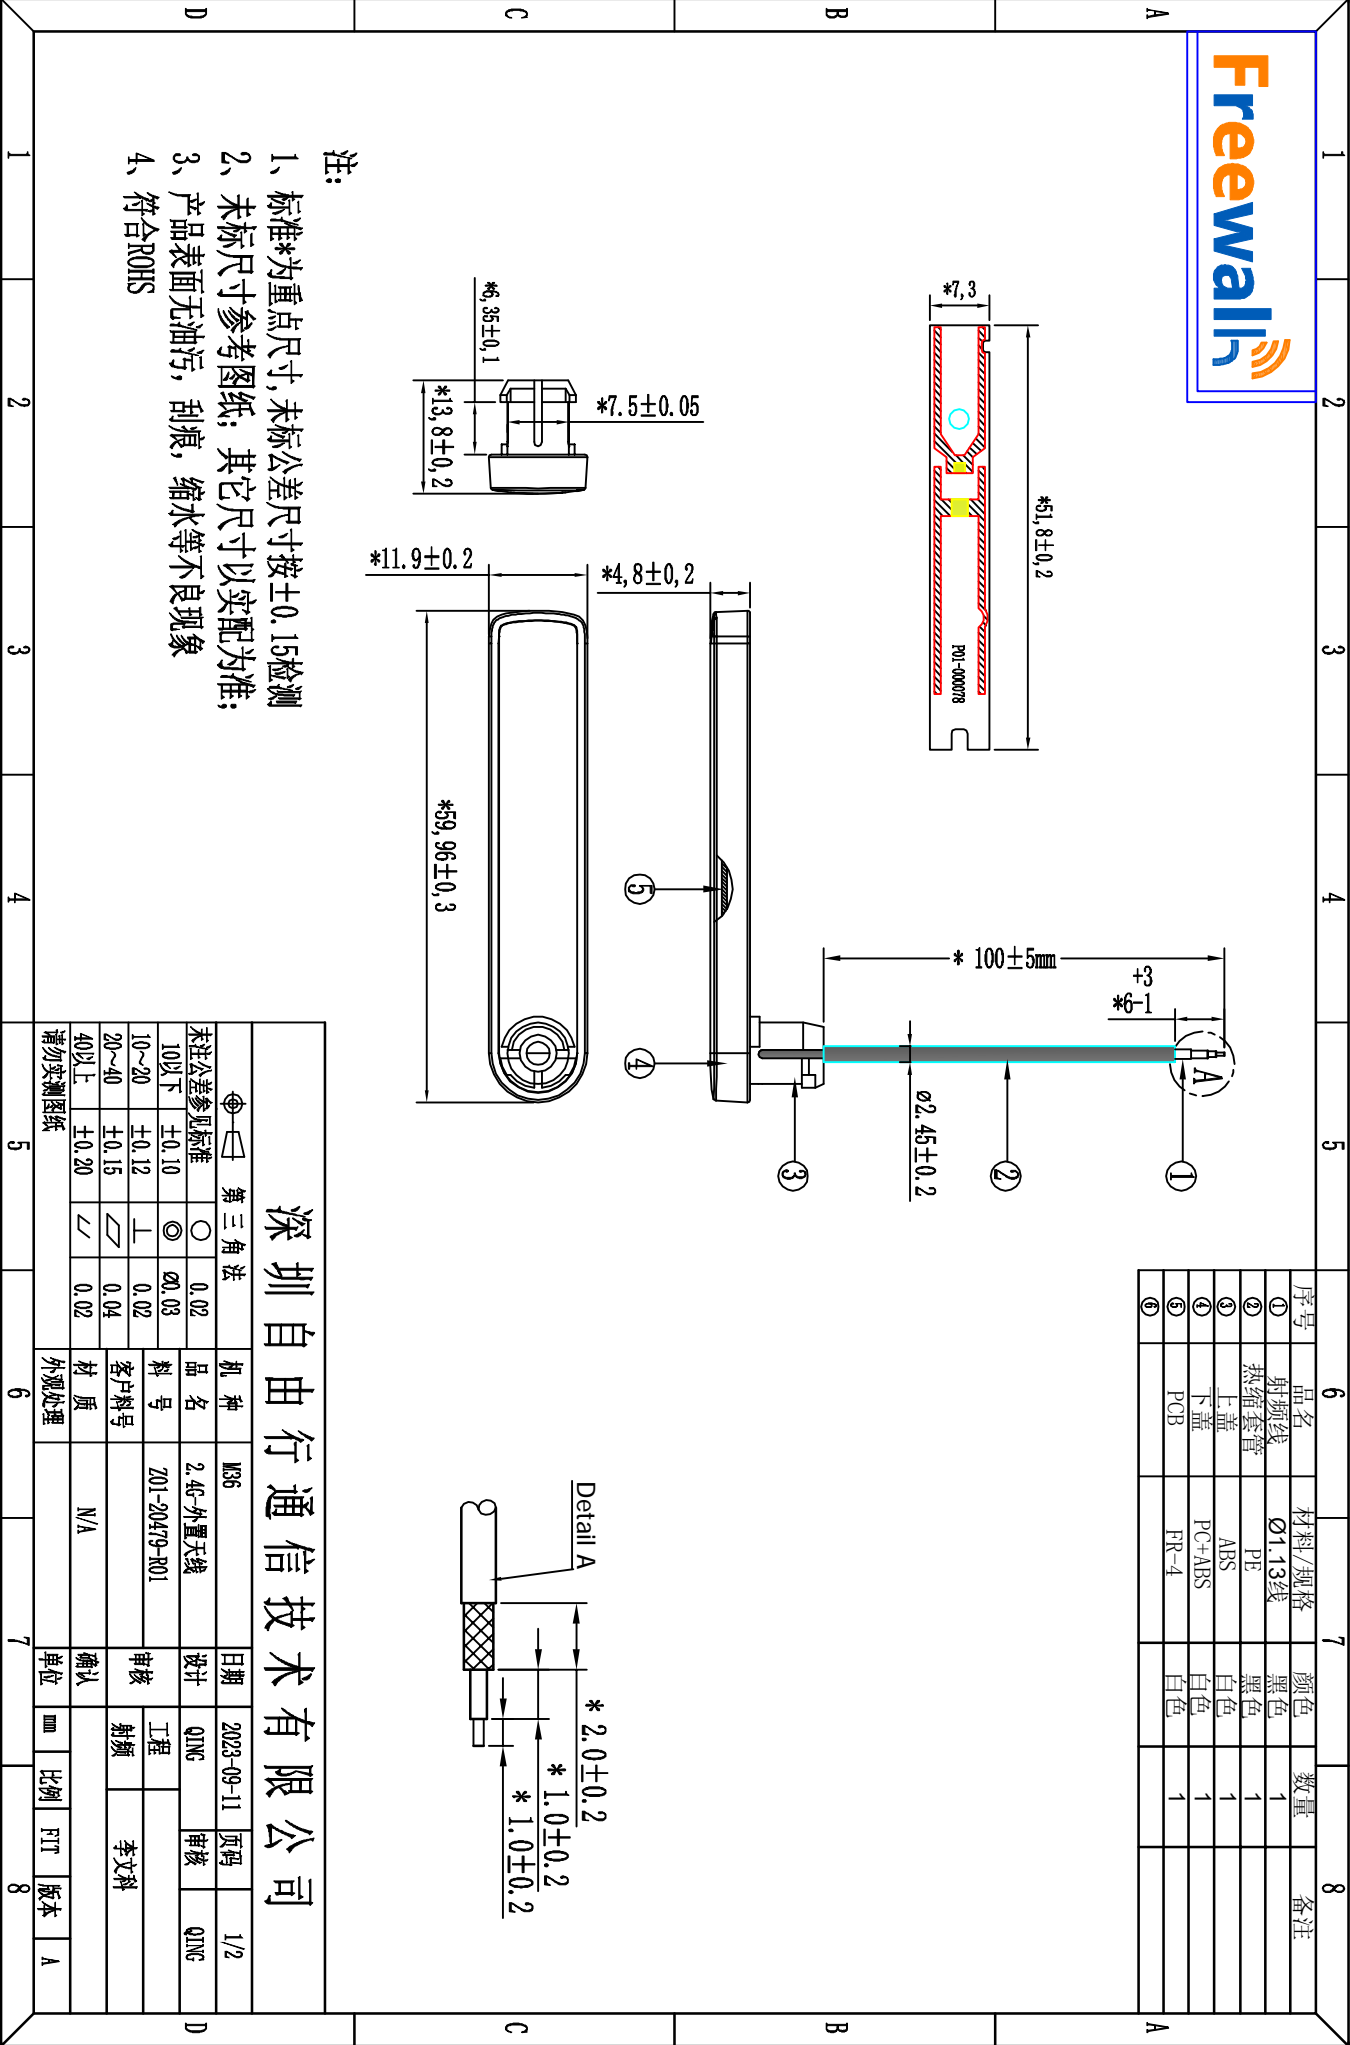 Freewall
1 2 3 4 5 6 7 8
A B C D
*7,3
*51,8±0,2
P01-000078
*6,35±0,1
*13,8±0,2
*7.5±0.05
*11.9±0.2
*4,8±0,2
*59,96±0,3
* 100±5mm
+3
*6-1
A
ø2.45±0.2
①
②
③
④
⑤
序号 品名 材料/规格 颜色 数量 备注
① 射频线 Ø1.13线 黑色 1
② 热缩套管 PE 黑色 1
③ 上盖 ABS 白色 1
④ 下盖 PC+ABS 白色 1
⑤ PCB FR-4 白色 1
⑥
Detail A
* 2.0±0.2
* 1.0±0.2
* 1.0±0.2
注:
1、标准*为重点尺寸,未标公差尺寸按±0.15检测
2、未标尺寸参考图纸; 其它尺寸以实配为准;
3、产品表面无油污, 刮痕, 缩水等不良现象
4、符合ROHS
深圳自由行通信技术有限公司
第三角法
未注公差参见标准 0.02
10以下 ±0.10 Ø0.03
10~20 ±0.12 0.02
20~40 ±0.15 0.04
40以上 ±0.20 0.02
请勿实测图纸
机 种 M36 日期 2023-09-11 页码 1/2
品 名 2.4G-外置天线 设计 QING 审核 QING
料 号 Z01-20479-R01 审核 工程
客户料号 射频 李文科
材 质 N/A 确认
外观处理 单位 mm 比例 FIT 版本 A
1 2 3 4 5 6 7 8
A B C D